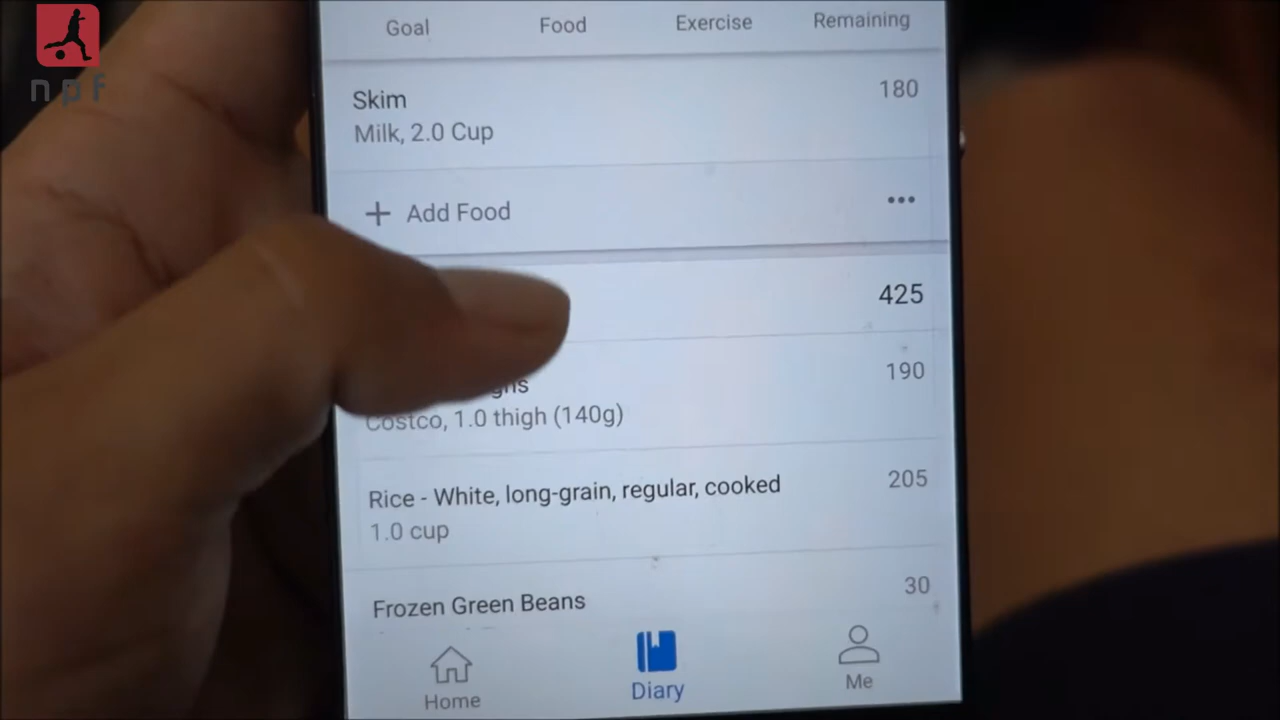 npf
Goal Food Exercise Remaining
Skim 180
Milk, 2.0 Cup
+ Add Food •••
425
190
Costco, 1.0 thigh (140g)
Rice - White, long-grain, regular, cooked 205
1.0 cup
Frozen Green Beans 30
Home Diary Me